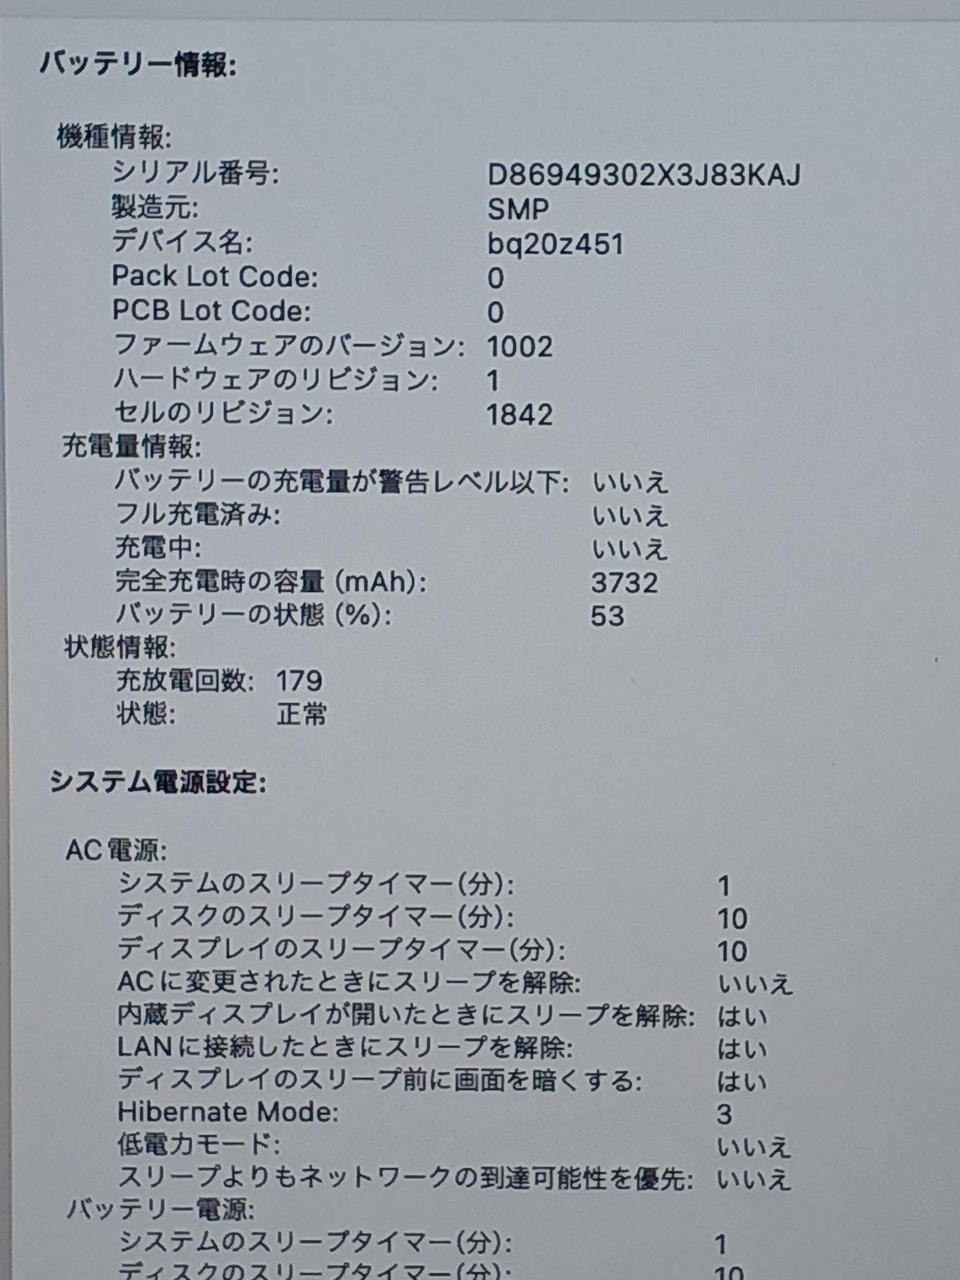 バッテリー情報:
機種情報:
シリアル番号: D86949302X3J83KAJ
製造元: SMP
デバイス名: bq20z451
Pack Lot Code: 0
PCB Lot Code: 0
ファームウェアのバージョン: 1002
ハードウェアのリビジョン: 1
セルのリビジョン: 1842
充電量情報:
バッテリーの充電量が警告レベル以下: いいえ
フル充電済み: いいえ
充電中: いいえ
完全充電時の容量 (mAh): 3732
バッテリーの状態 (%): 53
状態情報:
充放電回数: 179
状態: 正常
システム電源設定:
AC電源:
システムのスリープタイマー(分): 1
ディスクのスリープタイマー(分): 10
ディスプレイのスリープタイマー(分): 10
ACに変更されたときにスリープを解除: いいえ
内蔵ディスプレイが開いたときにスリープを解除: はい
LANに接続したときにスリープを解除: はい
ディスプレイのスリープ前に画面を暗くする: はい
Hibernate Mode: 3
低電力モード: いいえ
スリープよりもネットワークの到達可能性を優先: いいえ
バッテリー電源:
システムのスリープタイマー(分): 1
ディスクのスリープタイマー(分): 10